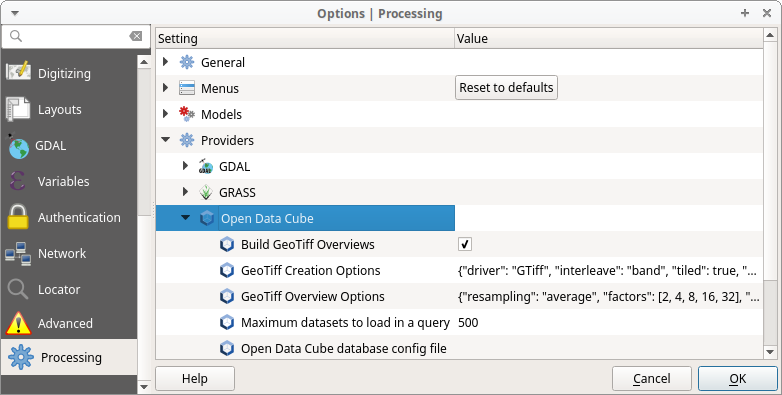 Options | Processing
Digitizing
Layouts
GDAL
Variables
Authentication
Network
Locator
Advanced
Processing
Setting Value
General
Menus Reset to defaults
Models
Providers
GDAL
GRASS
Open Data Cube
Build GeoTiff Overviews
GeoTiff Creation Options {"driver": "GTiff", "interleave": "band", "tiled": true, "...
GeoTiff Overview Options {"resampling": "average", "factors": [2, 4, 8, 16, 32], "...
Maximum datasets to load in a query 500
Open Data Cube database config file
Help Cancel OK